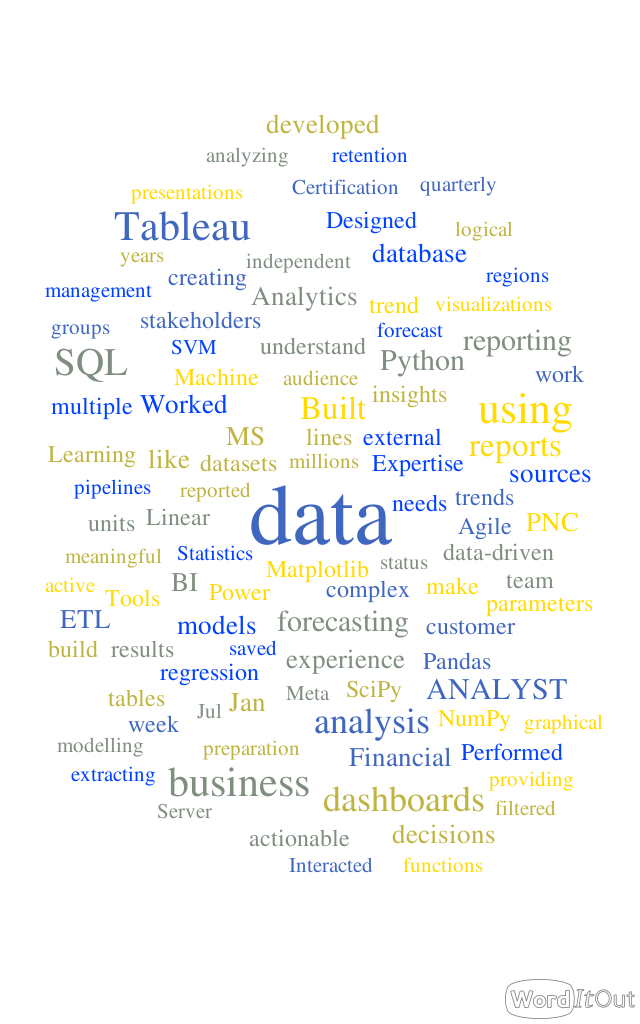 developed
analyzing retention
presentations Certification quarterly
Tableau Designed logical
years independent database
management creating Analytics regions
groups stakeholders trend visualizations
SQL SVM understand forecast reporting
Machine audience Python work
multiple Worked Built insights using
Learning like MS lines external reports
datasets millions Expertise sources
pipelines reported data needs trends
units Linear Agile PNC
meaningful Statistics Matplotlib status data-driven
active Tools BI Power complex make team
ETL models forecasting customer parameters
build results saved experience Pandas
regression
tables Jul Jan Meta SciPy ANALYST
week analysis NumPy graphical
modelling preparation Financial Performed
extracting business dashboards providing
Server filtered
actionable decisions
Interacted functions
WordItOut